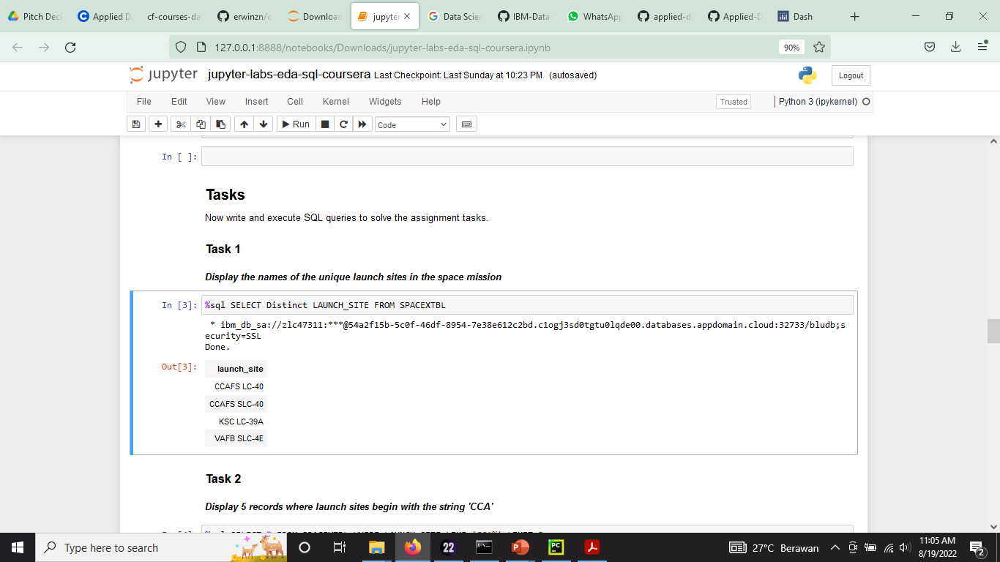 Pitch Deck
Applied D
cf-courses-da
erwinzn/c
Download
jupyter
Data Scien
IBM-Data-
WhatsApp
applied-d
Applied-D
Dash
127.0.0.1:8888/notebooks/Downloads/jupyter-labs-eda-sql-coursera.ipynb
90%
jupyter
jupyter-labs-eda-sql-coursera Last Checkpoint: Last Sunday at 10:23 PM (autosaved)
Logout
File Edit View Insert Cell Kernel Widgets Help
Trusted
Python 3 (ipykernel)
Run
Code
In [ ]:
Tasks
Now write and execute SQL queries to solve the assignment tasks.
Task 1
Display the names of the unique launch sites in the space mission
In [3]: %sql SELECT Distinct LAUNCH_SITE FROM SPACEXTBL
* ibm_db_sa://zlc47311:***@54a2f15b-5c0f-46df-8954-7e38e612c2bd.c1ogj3sd0tgtu0lqde00.databases.appdomain.cloud:32733/bludb;s
ecurity=SSL
Done.
Out[3]:
launch_site
CCAFS LC-40
CCAFS SLC-40
KSC LC-39A
VAFB SLC-4E
Task 2
Display 5 records where launch sites begin with the string 'CCA'
Type here to search
22
PC
27°C Berawan
11:05 AM
8/19/2022
2